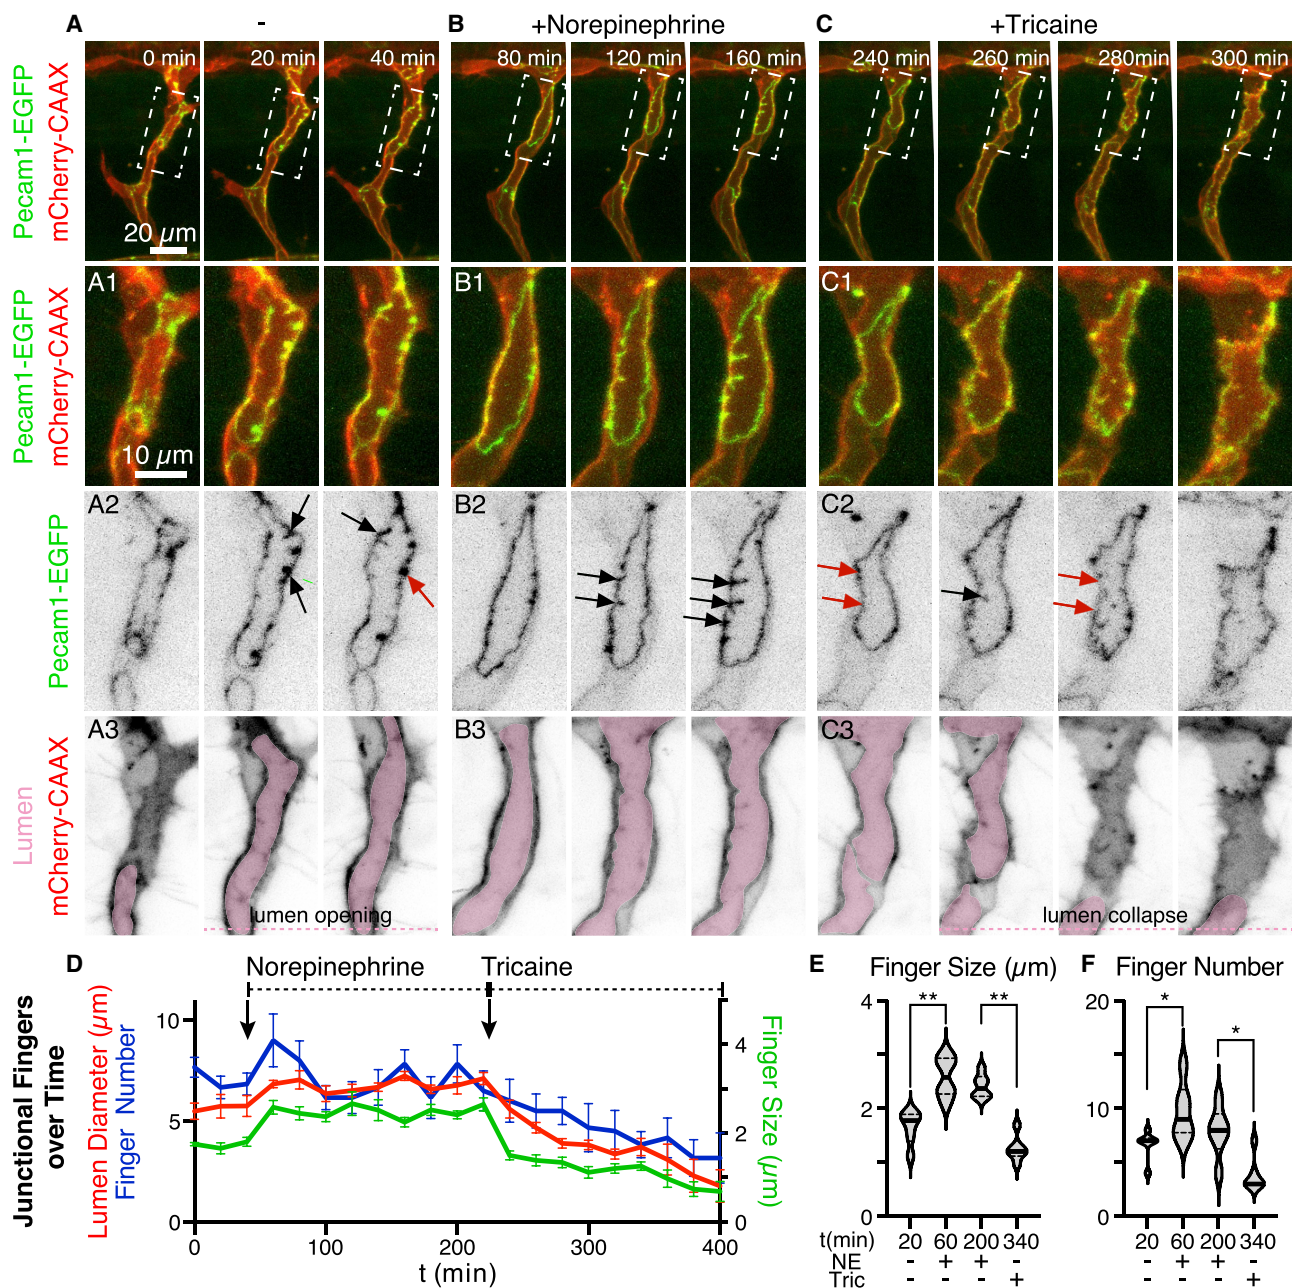 A - B +Norepinephrine C +Tricaine
Pecam1-EGFP
mCherry-CAAX
0 min 20 min 40 min 80 min 120 min 160 min 240 min 260 min 280min 300 min
20 µm
Pecam1-EGFP
mCherry-CAAX
A1 B1 C1
10 µm
Pecam1-EGFP
A2 B2 C2
Lumen
mCherry-CAAX
A3 B3 C3
lumen opening lumen collapse
D Norepinephrine Tricaine
Junctional Fingers
over Time
Lumen Diameter (µm)
Finger Number
10
5
0
4
2
0
Finger Size (µm)
0 100 200 300 400
t (min)
E Finger Size (µm)
** **
4
2
0
F Finger Number
* *
20
10
0
t(min) 20 60 200 340 20 60 200 340
NE - + + - - + + -
Tric - - - + - - - +